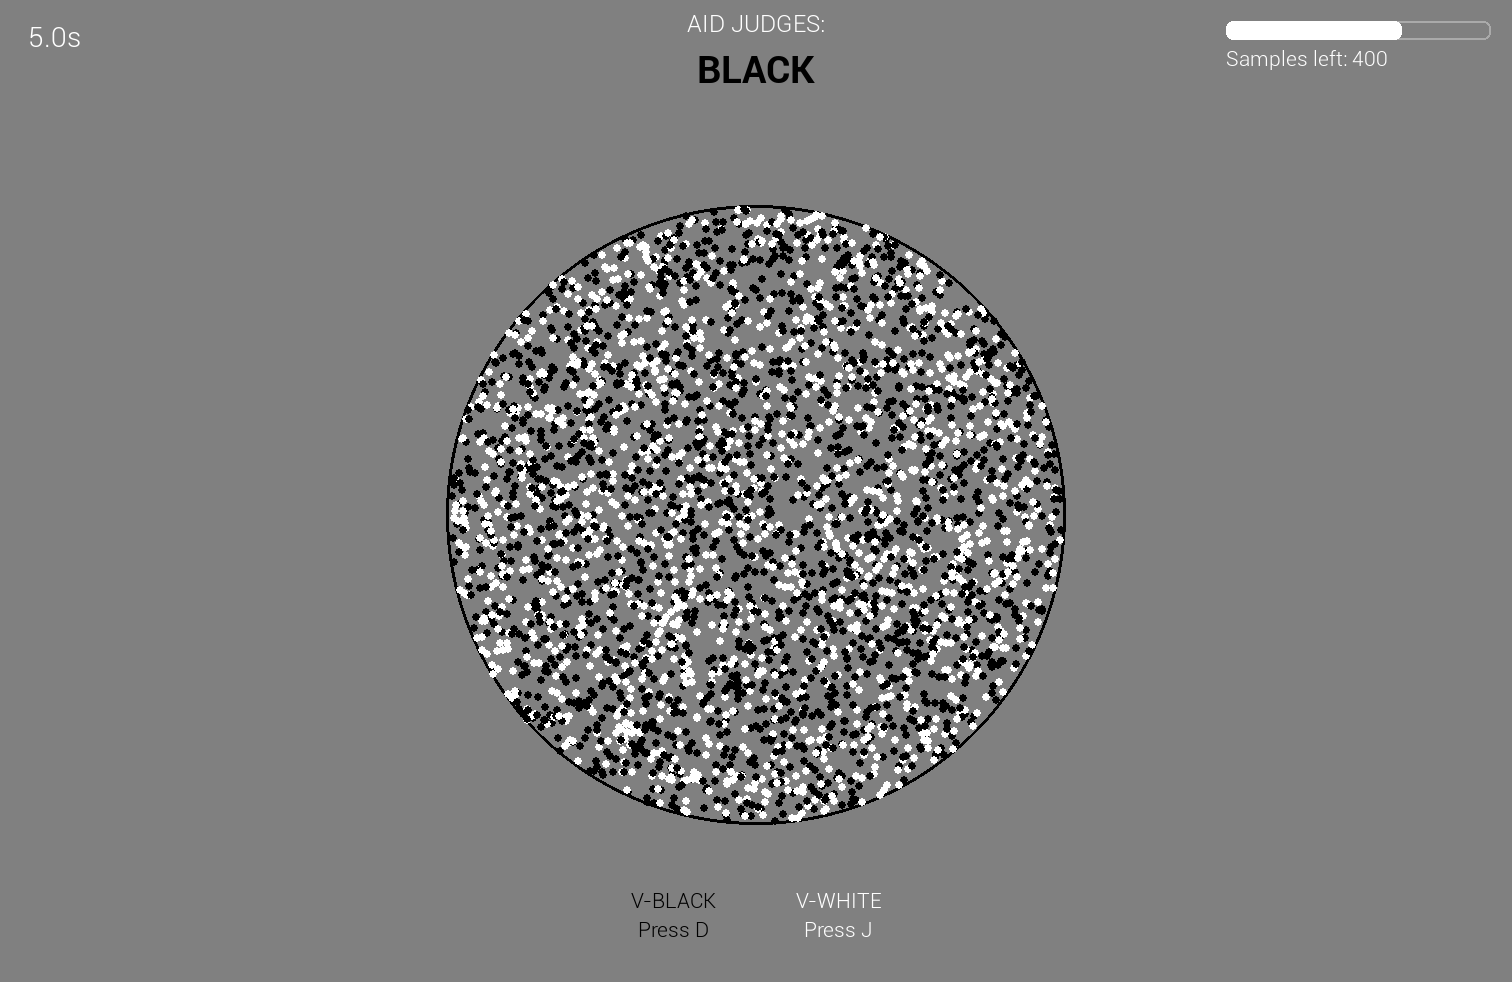 5.0s
AID JUDGES:
BLACK
Samples left: 400
V-BLACK
Press D
V-WHITE
Press J